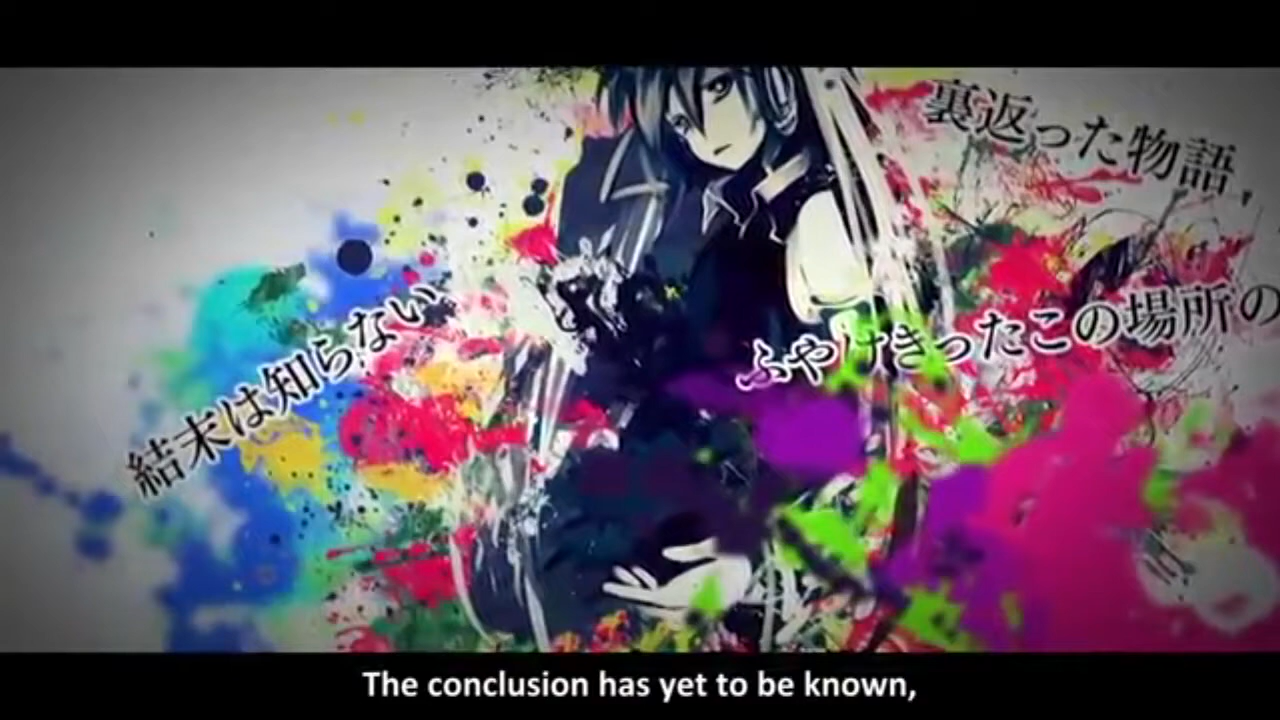 裏返った物語,
ふやけきったこの場所の
結末は知らない
The conclusion has yet to be known,